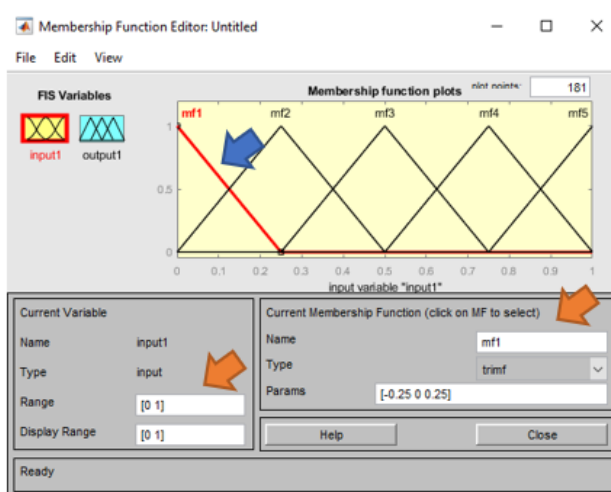 Membership Function Editor: Untitled
File Edit View
FIS Variables
input1 output1
Membership function plots plot points: 181
mf1 mf2 mf3 mf4 mf5
1
0.5
0
0 0.1 0.2 0.3 0.4 0.5 0.6 0.7 0.8 0.9 1
input variable "input1"
Current Variable
Name input1
Type input
Range [0 1]
Display Range [0 1]
Current Membership Function (click on MF to select)
Name mf1
Type trimf
Params [-0.25 0 0.25]
Help Close
Ready